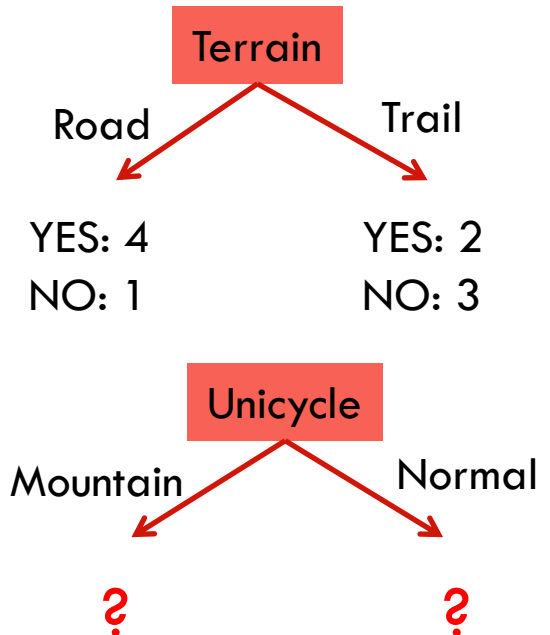 Terrain
Road
Trail
YES: 4
YES: 2
NO: 1
NO: 3
Unicycle
Mountain
Normal
?
?